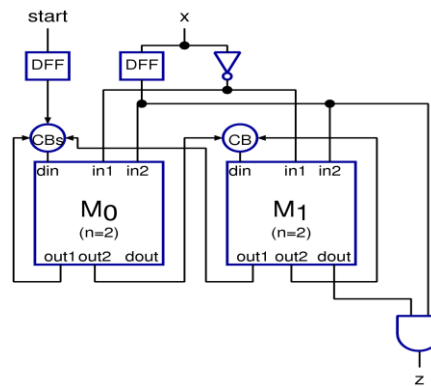 start x
DFF DFF
CBs CB
din in1 in2 din in1 in2
M0 M1
(n=2) (n=2)
out1 out2 dout out1 out2 dout
z